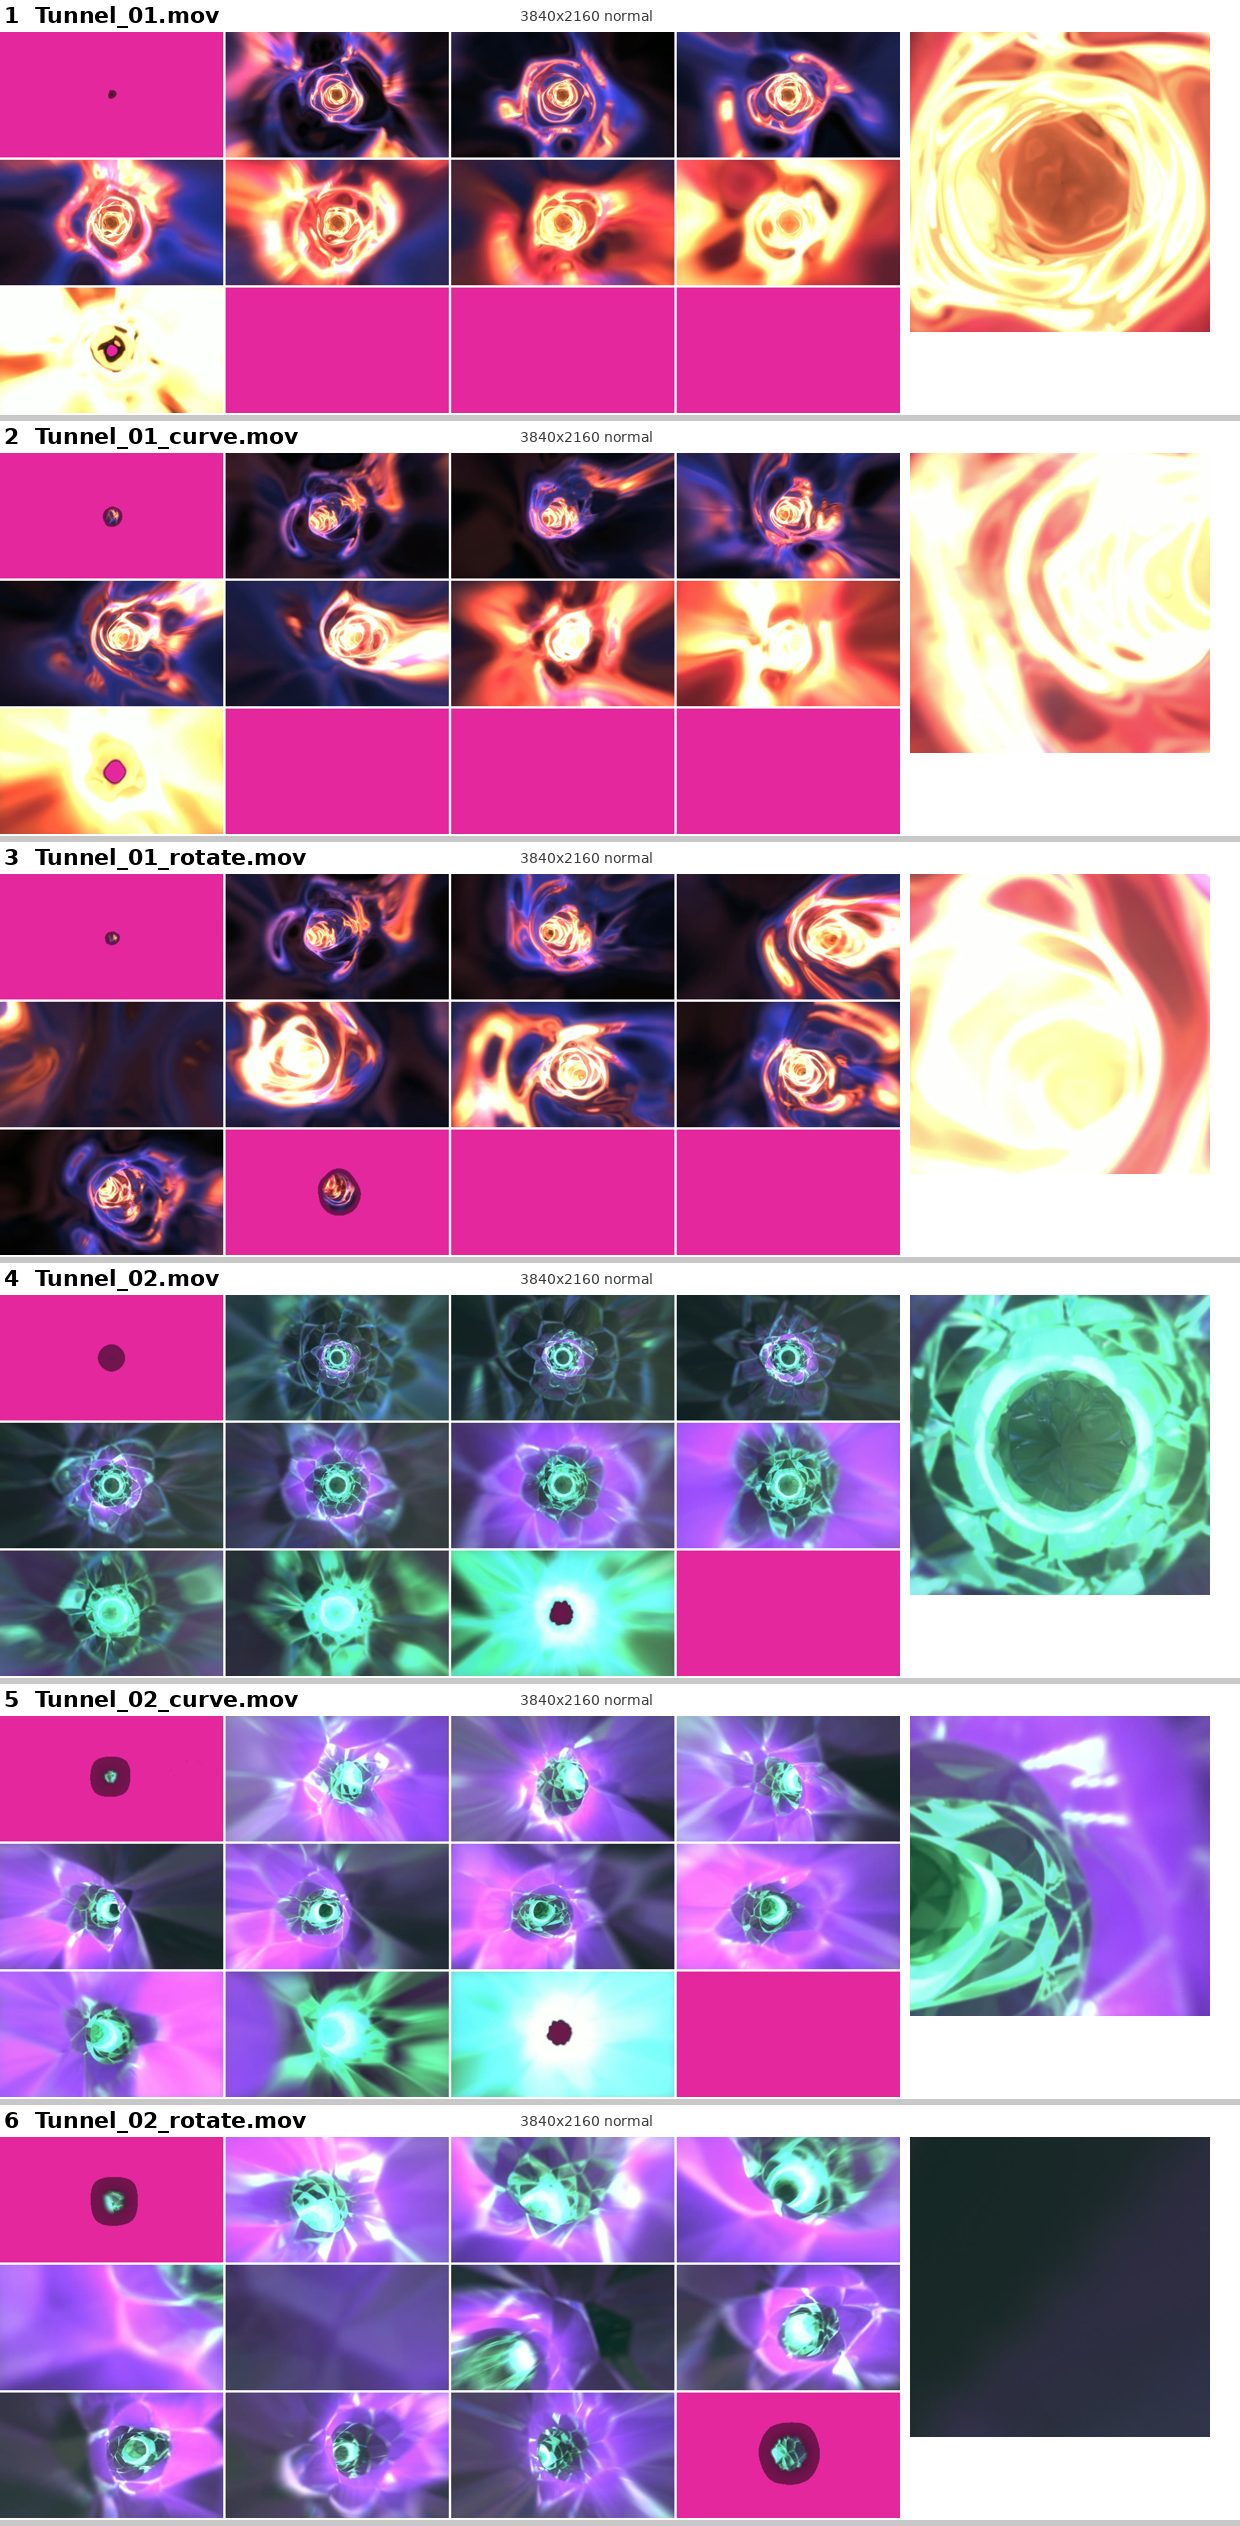 1 Tunnel_01.mov 3840x2160 normal
2 Tunnel_01_curve.mov 3840x2160 normal
3 Tunnel_01_rotate.mov 3840x2160 normal
4 Tunnel_02.mov 3840x2160 normal
5 Tunnel_02_curve.mov 3840x2160 normal
6 Tunnel_02_rotate.mov 3840x2160 normal